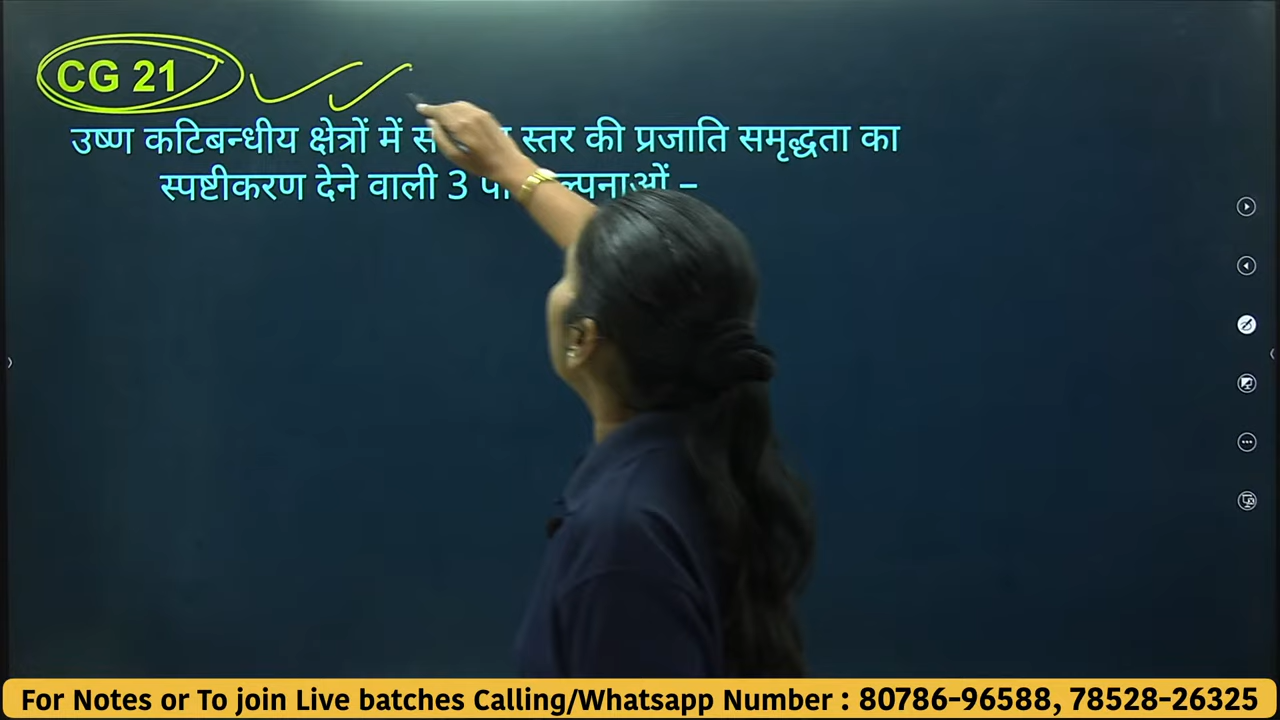 CG 21
उष्ण कटिबन्धीय क्षेत्रों में स्तर की प्रजाति समृद्धता का
स्पष्टीकरण देने वाली 3 –
For Notes or To join Live batches Calling/Whatsapp Number : 80786-96588, 78528-26325